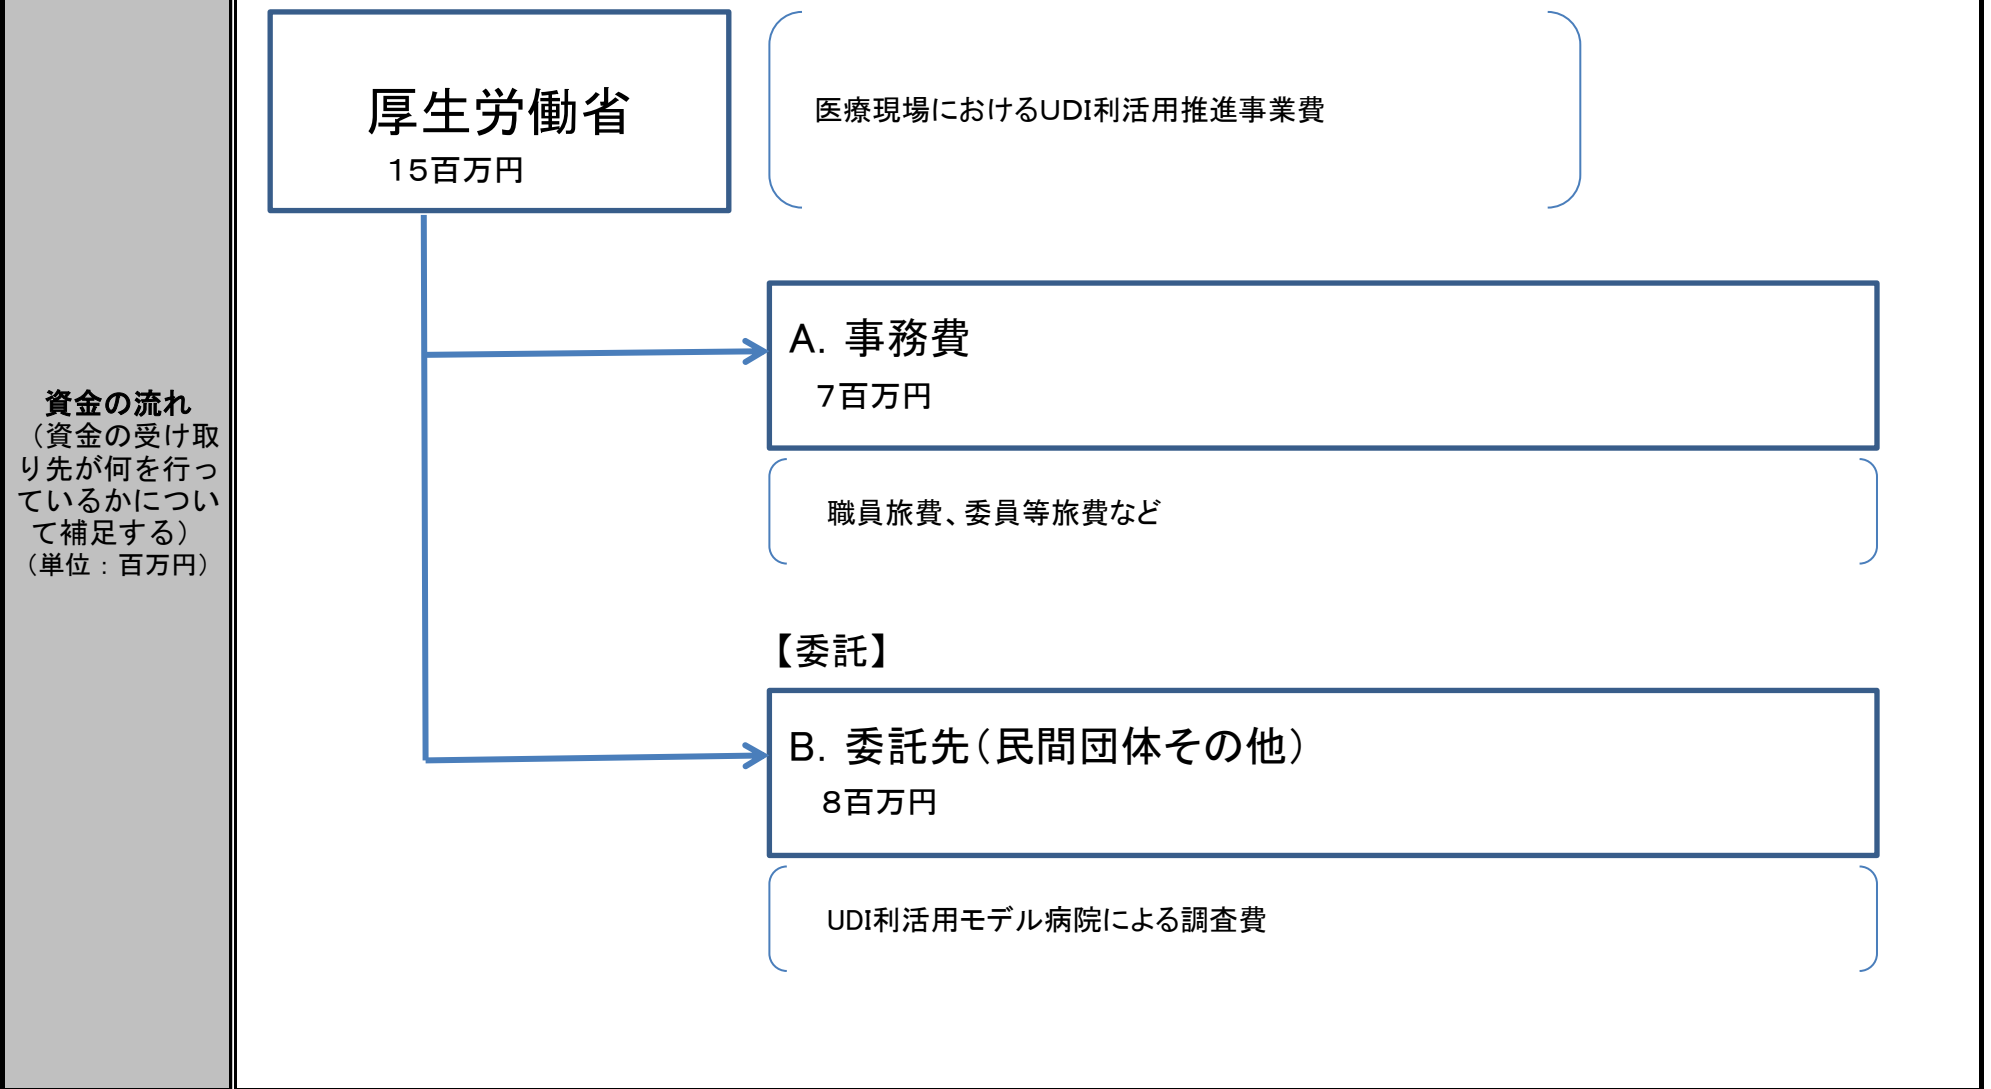 資金の流れ
（資金の受け取
り先が何を行っ
ているかについ
て補足する）
（単位：百万円）
厚生労働省
１５百万円
医療現場におけるUDI利活用推進事業費
A．事務費
７百万円
職員旅費、委員等旅費など
【委託】
B．委託先（民間団体その他）
８百万円
UDI利活用モデル病院による調査費